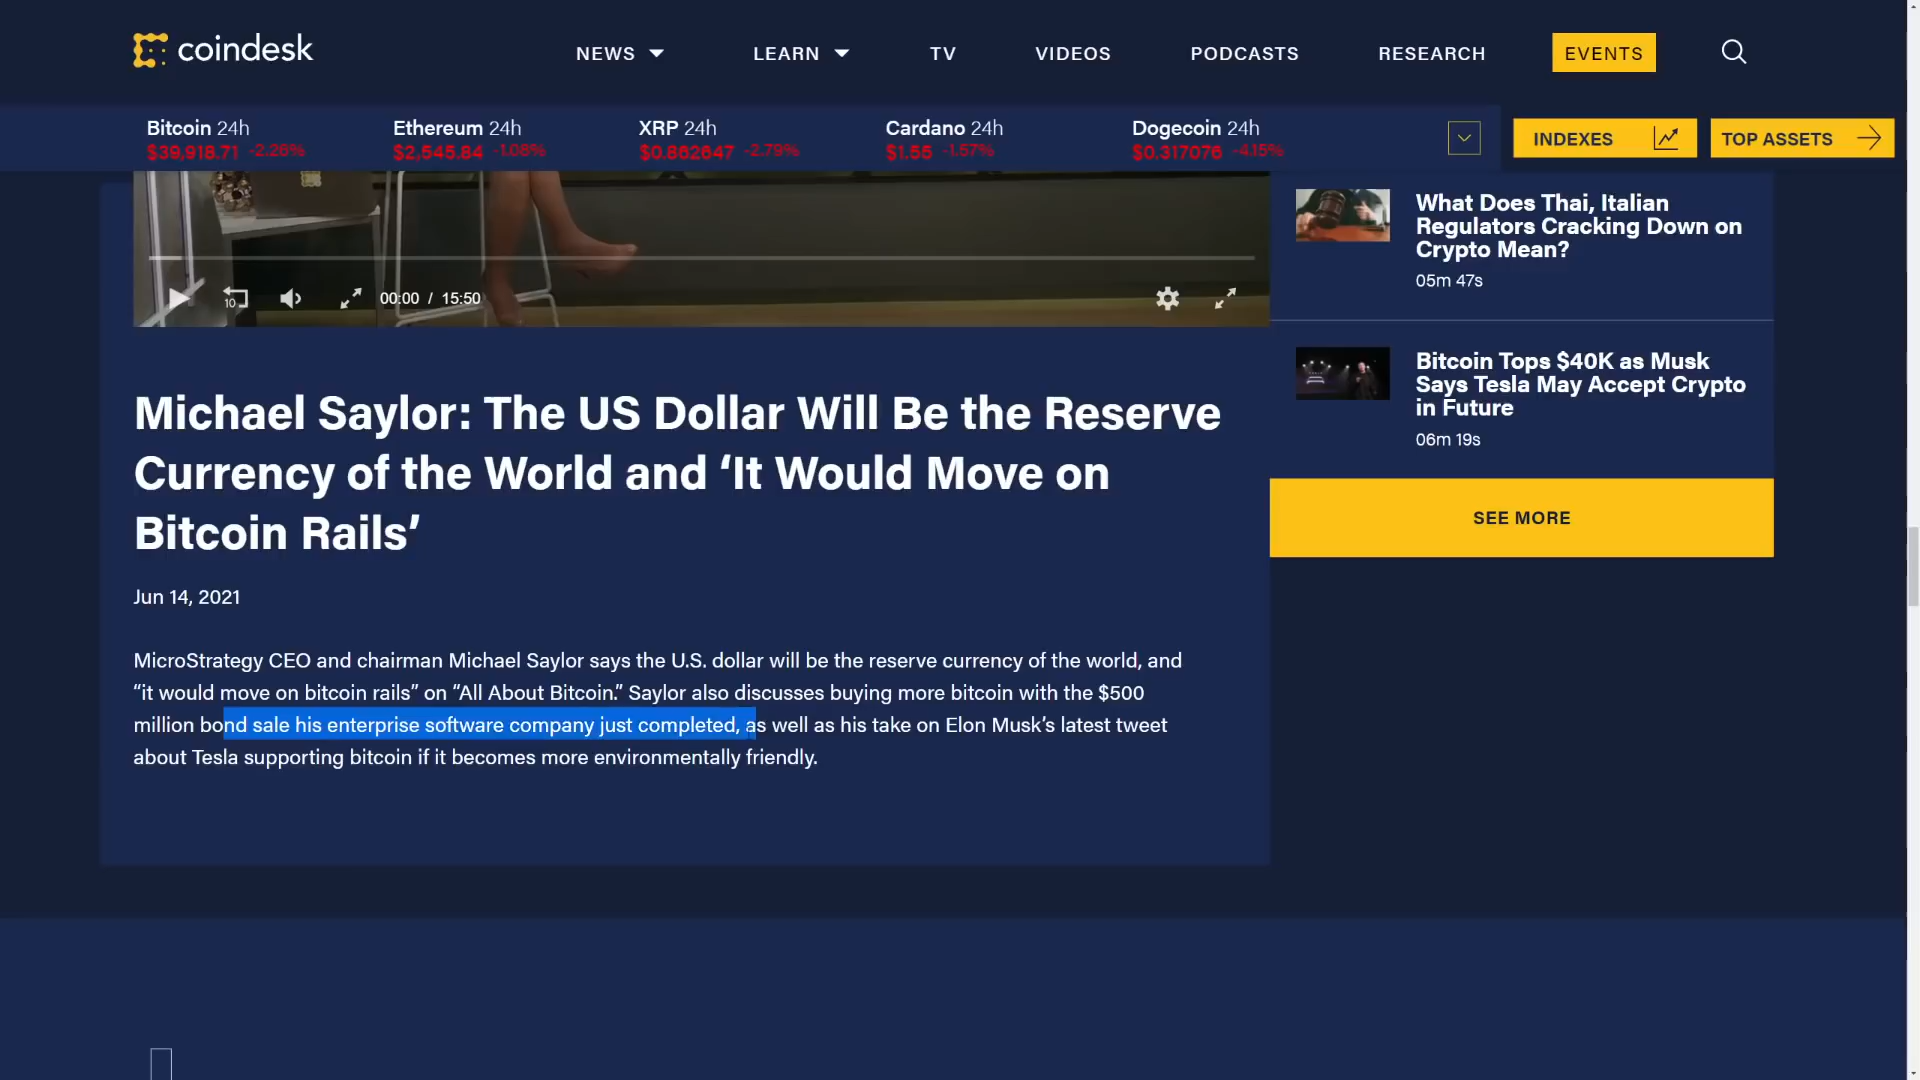 coindesk
NEWS
LEARN
TV
VIDEOS
PODCASTS
RESEARCH
EVENTS
Bitcoin 24h
$39,918.71 -2.26%
Ethereum 24h
$2,545.84 -1.08%
XRP 24h
$0.862647 -2.79%
Cardano 24h
$1.55 -1.57%
Dogecoin 24h
$0.317076 -4.15%
INDEXES
TOP ASSETS
10
00:00 / 15:50
What Does Thai, Italian
Regulators Cracking Down on
Crypto Mean?
05m 47s
Bitcoin Tops $40K as Musk
Says Tesla May Accept Crypto
in Future
06m 19s
SEE MORE
Michael Saylor: The US Dollar Will Be the Reserve
Currency of the World and ‘It Would Move on
Bitcoin Rails’
Jun 14, 2021
MicroStrategy CEO and chairman Michael Saylor says the U.S. dollar will be the reserve currency of the world, and
“it would move on bitcoin rails” on “All About Bitcoin.” Saylor also discusses buying more bitcoin with the $500
million bond sale his enterprise software company just completed, as well as his take on Elon Musk’s latest tweet
about Tesla supporting bitcoin if it becomes more environmentally friendly.